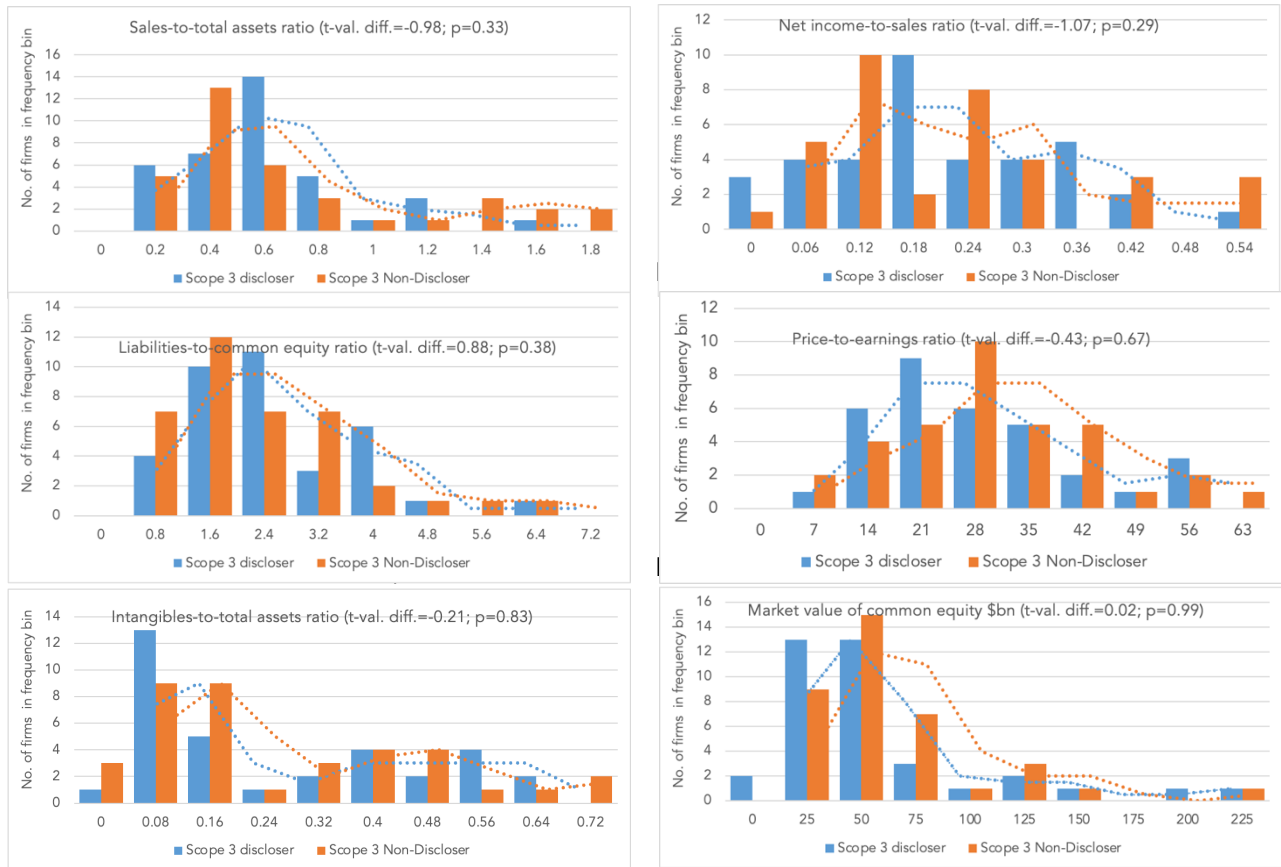 Sales-to-total assets ratio (t-val. diff.=-0.98; p=0.33)
No. of firms in frequency bin
16
14
12
10
8
6
4
2
0
0 0.2 0.4 0.6 0.8 1 1.2 1.4 1.6 1.8
Scope 3 discloser Scope 3 Non-Discloser
Net income-to-sales ratio (t-val. diff.=-1.07; p=0.29)
No. of firms in frequency bin
12
10
8
6
4
2
0
0 0.06 0.12 0.18 0.24 0.3 0.36 0.42 0.48 0.54
Scope 3 discloser Scope 3 Non-Discloser
Liabilities-to-common equity ratio (t-val. diff.=0.88; p=0.38)
No. of firms in frequency bin
14
12
10
8
6
4
2
0
0 0.8 1.6 2.4 3.2 4 4.8 5.6 6.4 7.2
Scope 3 discloser Scope 3 Non-Discloser
Price-to-earnings ratio (t-val. diff.=-0.43; p=0.67)
No. of firms in frequency bin
12
10
8
6
4
2
0
0 7 14 21 28 35 42 49 56 63
Scope 3 discloser Scope 3 Non-Discloser
Intangibles-to-total assets ratio (t-val. diff.=-0.21; p=0.83)
No. of firms in frequency bin
14
12
10
8
6
4
2
0
0 0.08 0.16 0.24 0.32 0.4 0.48 0.56 0.64 0.72
Scope 3 discloser Scope 3 Non-Discloser
Market value of common equity $bn (t-val. diff.=0.02; p=0.99)
No. of firms in frequency bin
16
14
12
10
8
6
4
2
0
0 25 50 75 100 125 150 175 200 225
Scope 3 discloser Scope 3 Non-Discloser